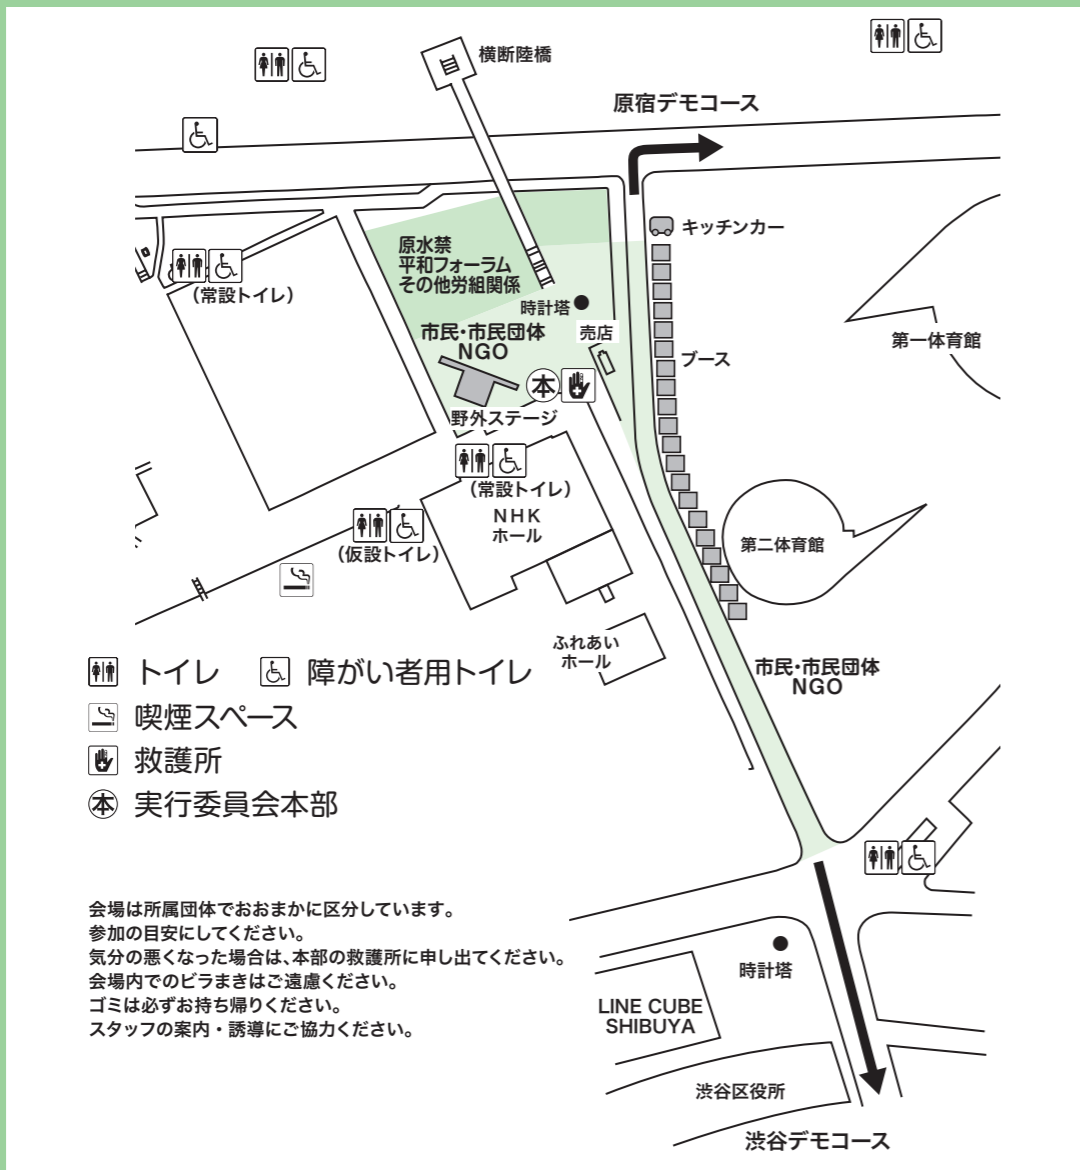 横断陸橋
原宿デモコース
キッチンカー
(常設トイレ)
原水禁
平和フォーラム
その他労組関係
時計塔
市民・市民団体
NGO
売店
第一体育館
ブース
本
野外ステージ
(常設トイレ)
NHK
ホール
(仮設トイレ)
第二体育館
ふれあい
ホール
市民・市民団体
NGO
トイレ 障がい者用トイレ
喫煙スペース
救護所
本 実行委員会本部
会場は所属団体でおおまかに区分しています。
参加の目安にしてください。
気分の悪くなった場合は、本部の救護所に申し出てください。
会場内でのビラまきはご遠慮ください。
ゴミは必ずお持ち帰りください。
スタッフの案内・誘導にご協力ください。
時計塔
LINE CUBE
SHIBUYA
渋谷区役所
渋谷デモコース